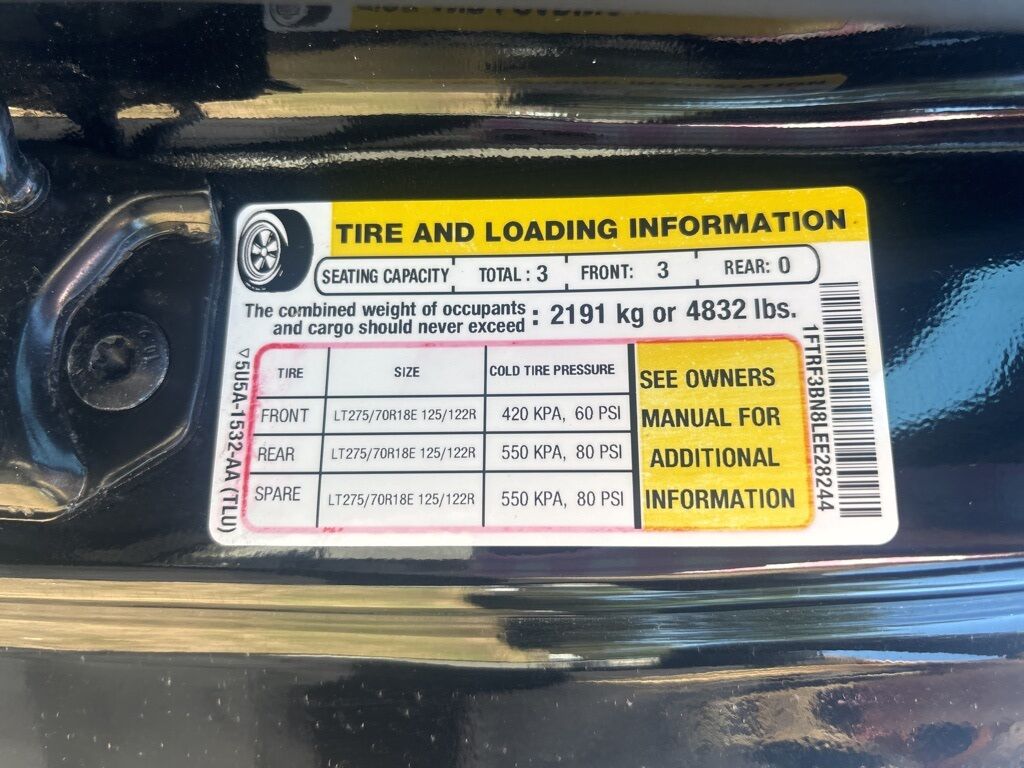 TIRE AND LOADING INFORMATION
SEATING CAPACITY TOTAL : 3 FRONT: 3 REAR: 0
The combined weight of occupants
and cargo should never exceed : 2191 kg or 4832 lbs.
TIRE SIZE COLD TIRE PRESSURE
FRONT LT275/70R18E 125/122R 420 KPA, 60 PSI
REAR LT275/70R18E 125/122R 550 KPA, 80 PSI
SPARE LT275/70R18E 125/122R 550 KPA, 80 PSI
SEE OWNERS
MANUAL FOR
ADDITIONAL
INFORMATION
5U5A-1532-AA (TLU)
1FTRF3BN8LEE28244